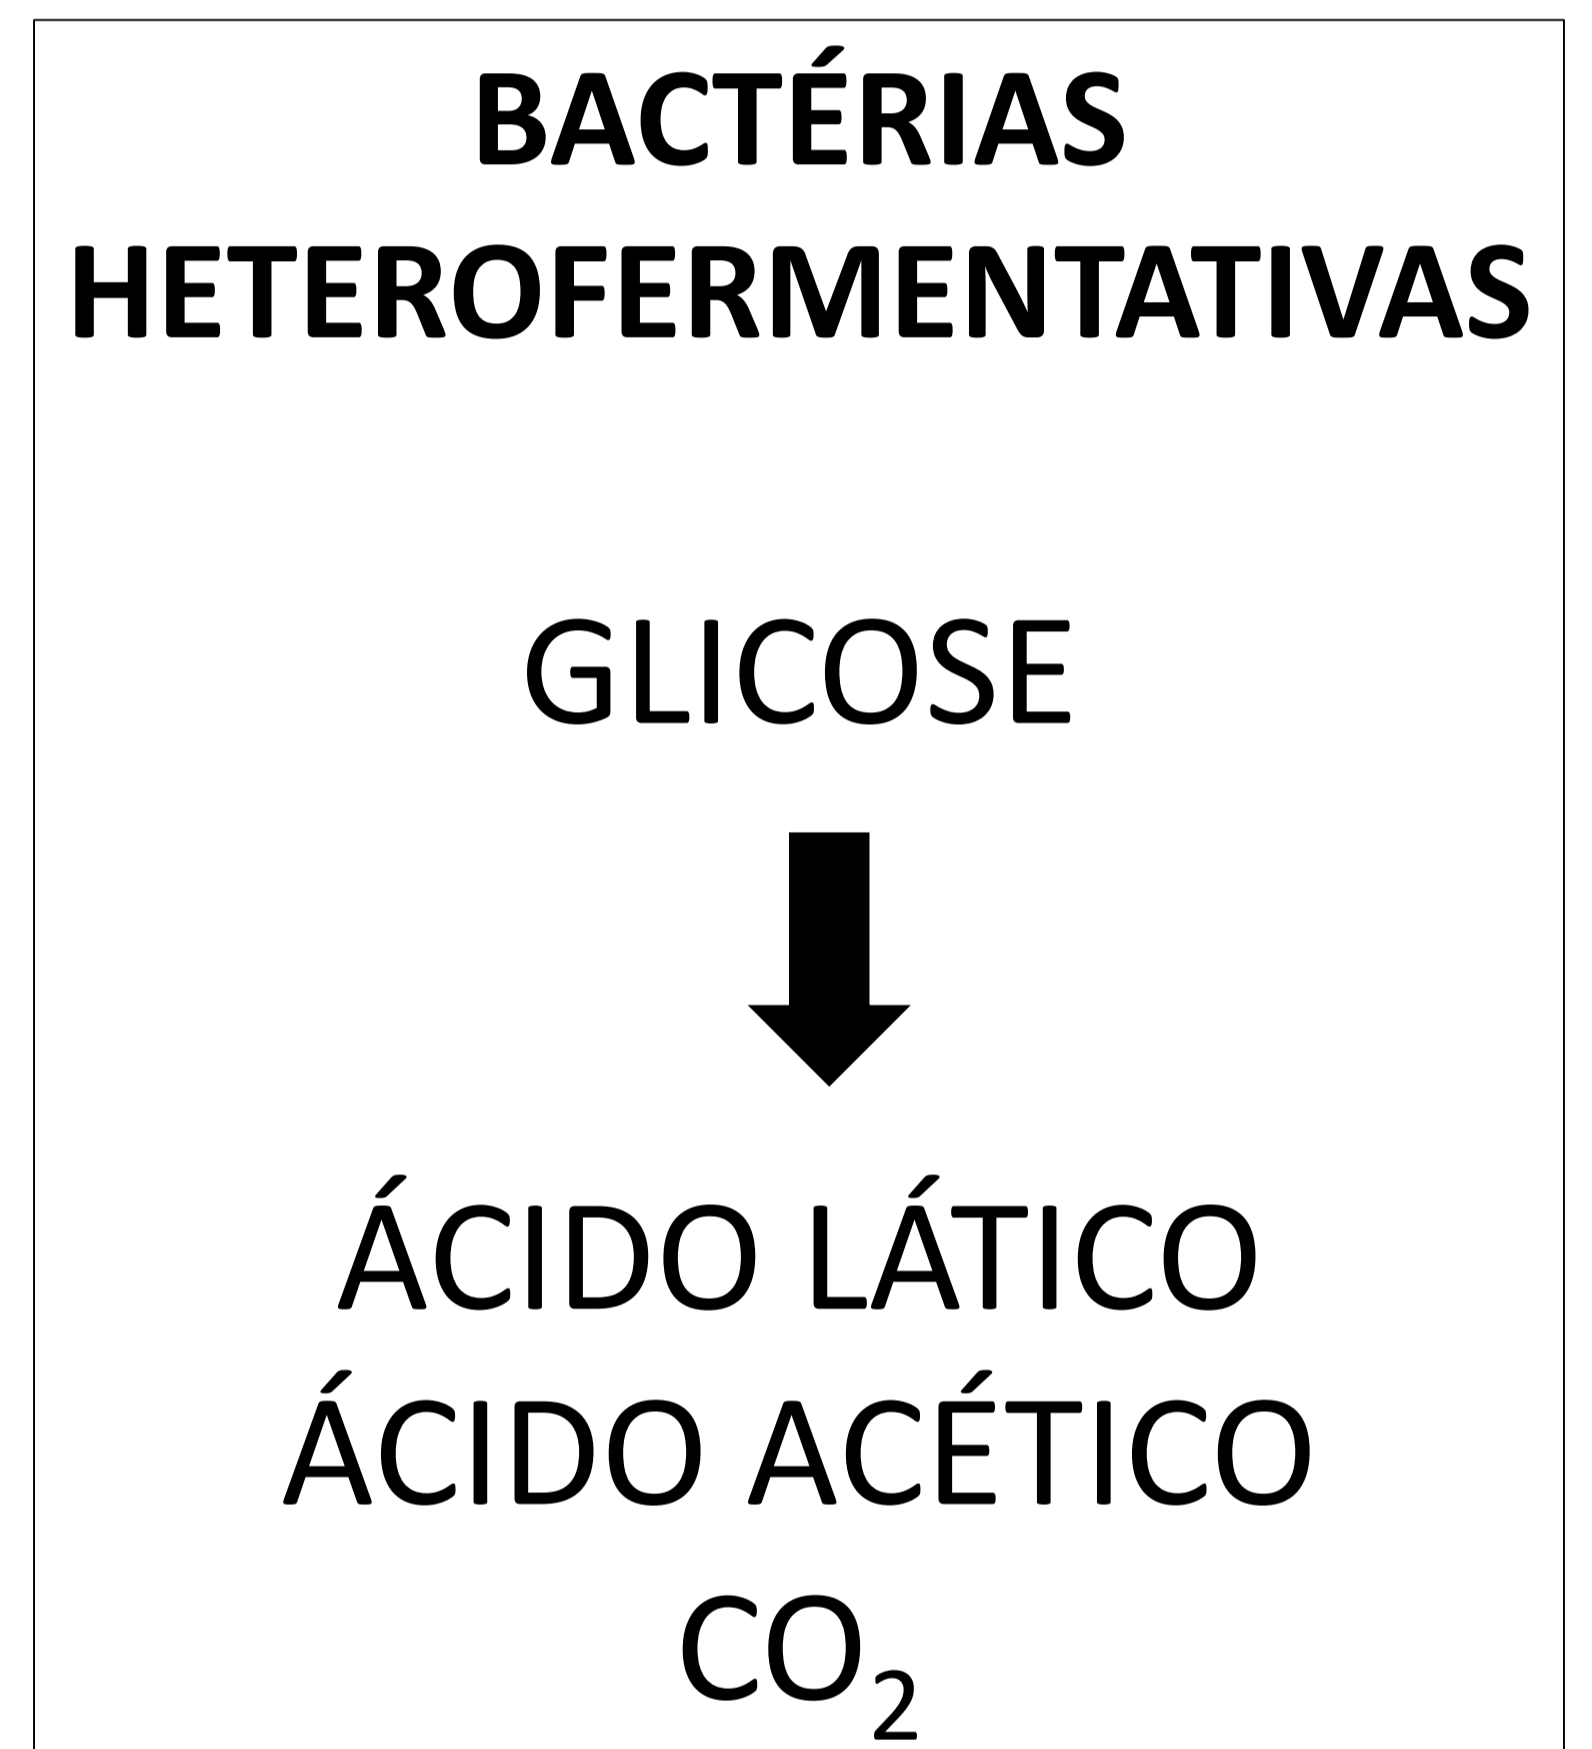 BACTÉRIAS
HETEROFERMENTATIVAS
GLICOSE
ÁCIDO LÁTICO
ÁCIDO ACÉTICO
CO₂